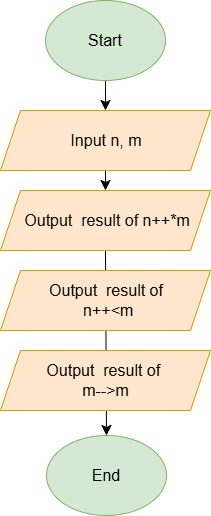 Start
Input n, m
Output result of n++*m
Output result of
n++<m
Output result of
m-->m
End